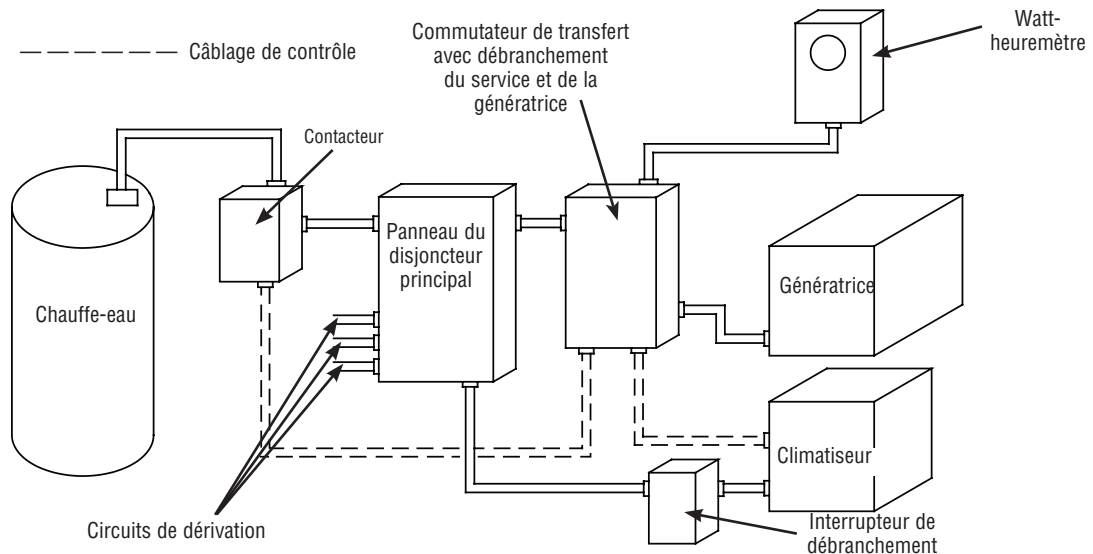 Câblage de contrôle
Commutateur de transfert
avec débranchement
du service et de la
génératrice
Watt-
heuremètre
Contacteur
Panneau du
disjoncteur
principal
Génératrice
Chauffe-eau
Climatiseur
Circuits de dérivation
Interrupteur de
débranchement